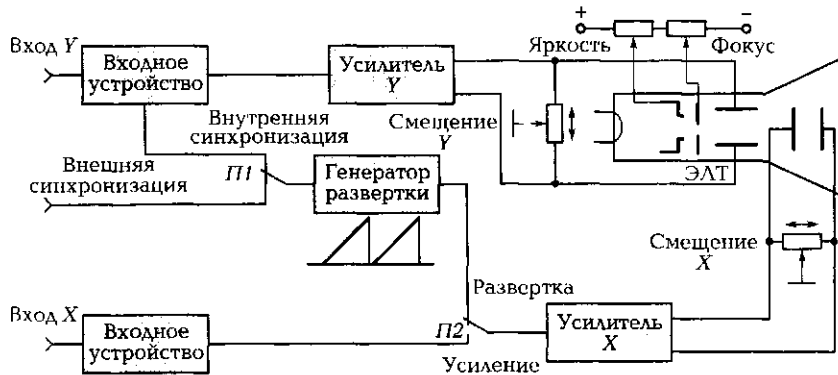 +
−
Яркость
Фокус
Вход Y
Входное
устройство
Усилитель
Y
Внутренняя
синхронизация
Смещение
Y
Внешняя
синхронизация
П1
Генератор
развертки
ЭЛТ
Смещение
X
Развертка
Вход X
Входное
устройство
П2
Усиление
Усилитель
X